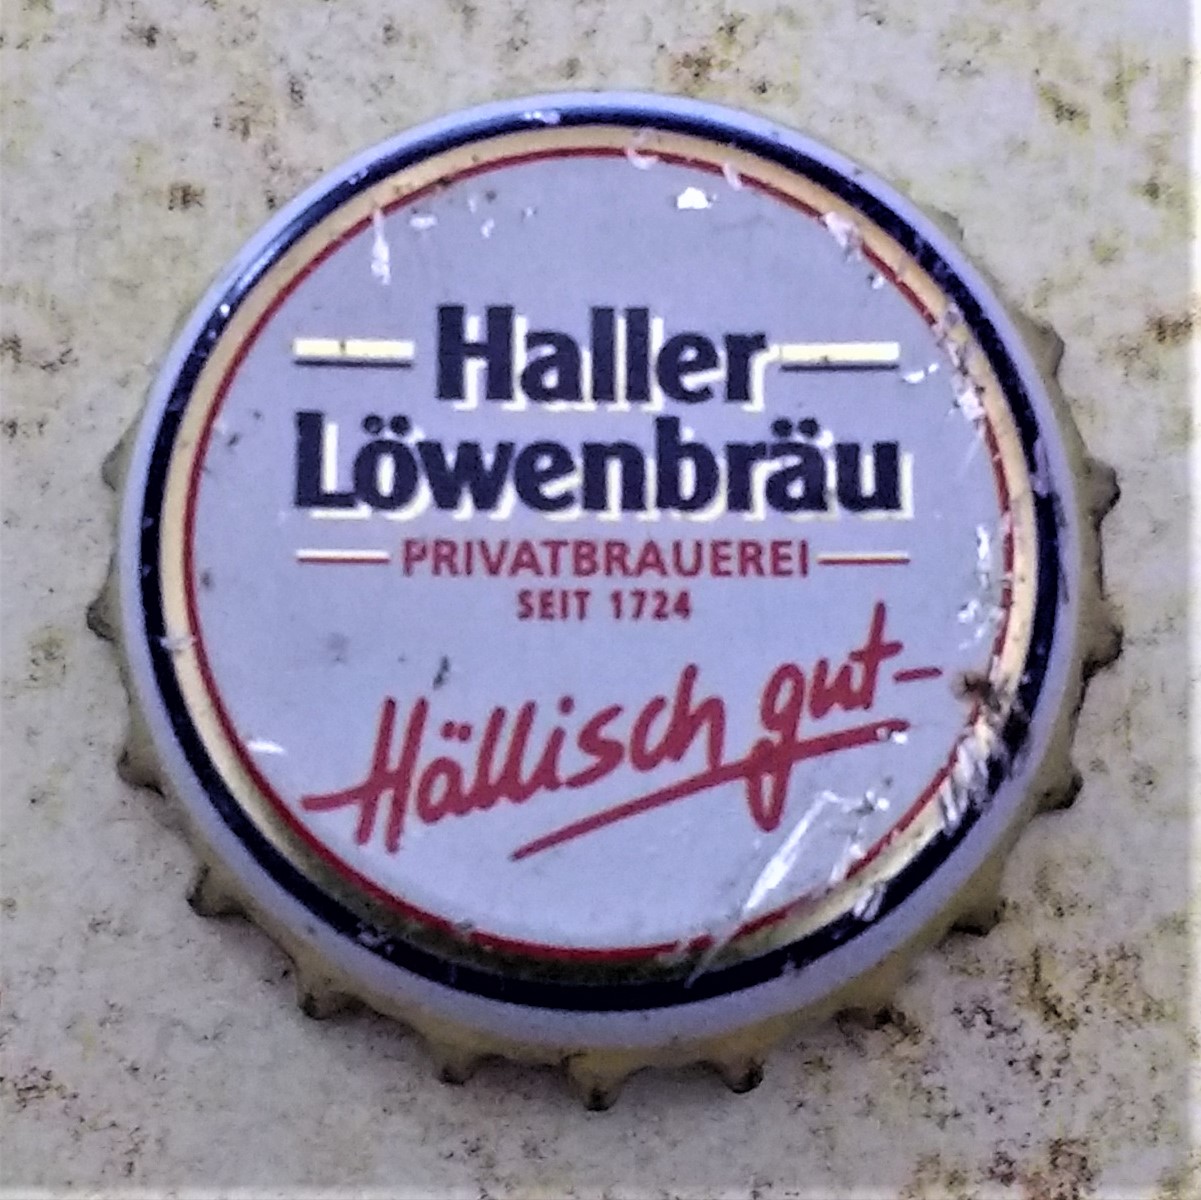 Haller
Löwenbräu
PRIVATBRAUEREI
SEIT 1724
Hällisch gut-